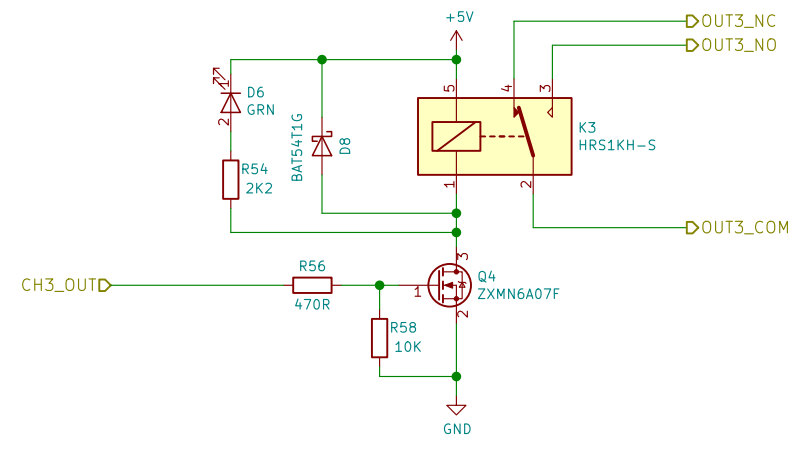 +5V
OUT3_NC
OUT3_NO
5
4
3
1
D6
GRN
2
BAT54T1G
D8
K3
HRS1KH-S
R54
2K2
1
2
OUT3_COM
3
CH3_OUT
R56
470R
1
Q4
ZXMN6A07F
2
R58
10K
GND